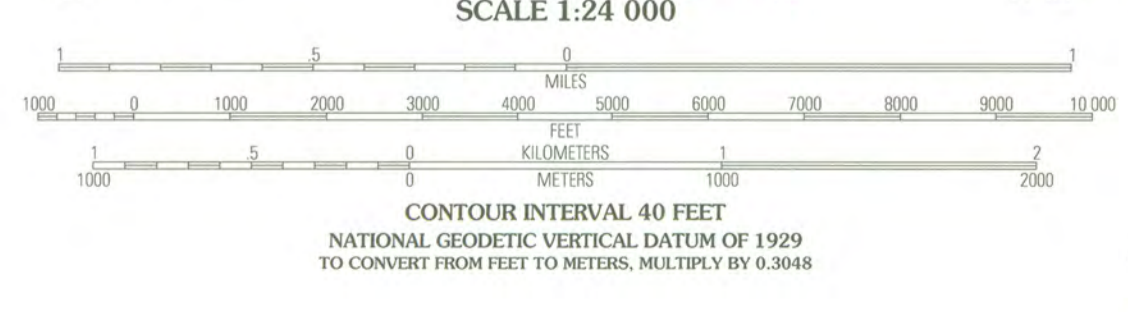 SCALE 1:24 000
1 .5 0 1
MILES
1000 0 1000 2000 3000 4000 5000 6000 7000 8000 9000 10 000
FEET
1 .5 0 KILOMETERS 1 2
1000 0 METERS 1000 2000
CONTOUR INTERVAL 40 FEET
NATIONAL GEODETIC VERTICAL DATUM OF 1929
TO CONVERT FROM FEET TO METERS, MULTIPLY BY 0.3048